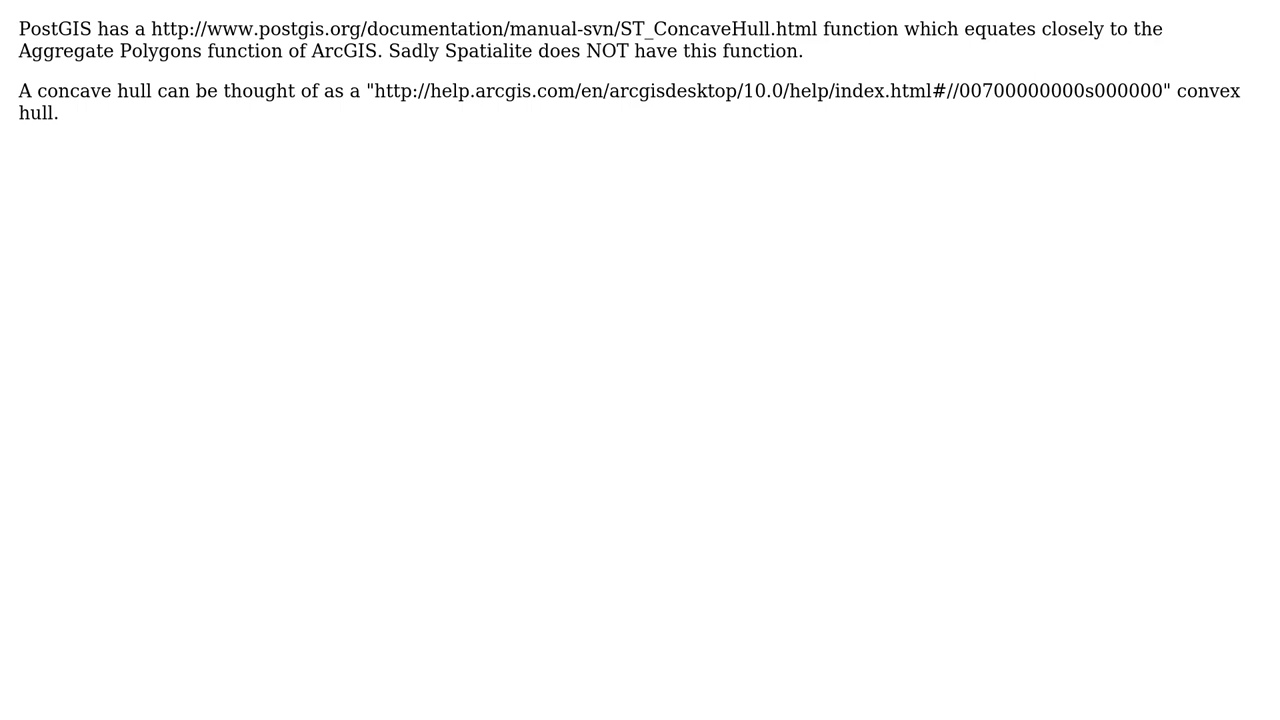 PostGIS has a http://www.postgis.org/documentation/manual-svn/ST_ConcaveHull.html function which equates closely to the
Aggregate Polygons function of ArcGIS. Sadly Spatialite does NOT have this function.
A concave hull can be thought of as a "http://help.arcgis.com/en/arcgisdesktop/10.0/help/index.html#//00700000000s000000" convex
hull.